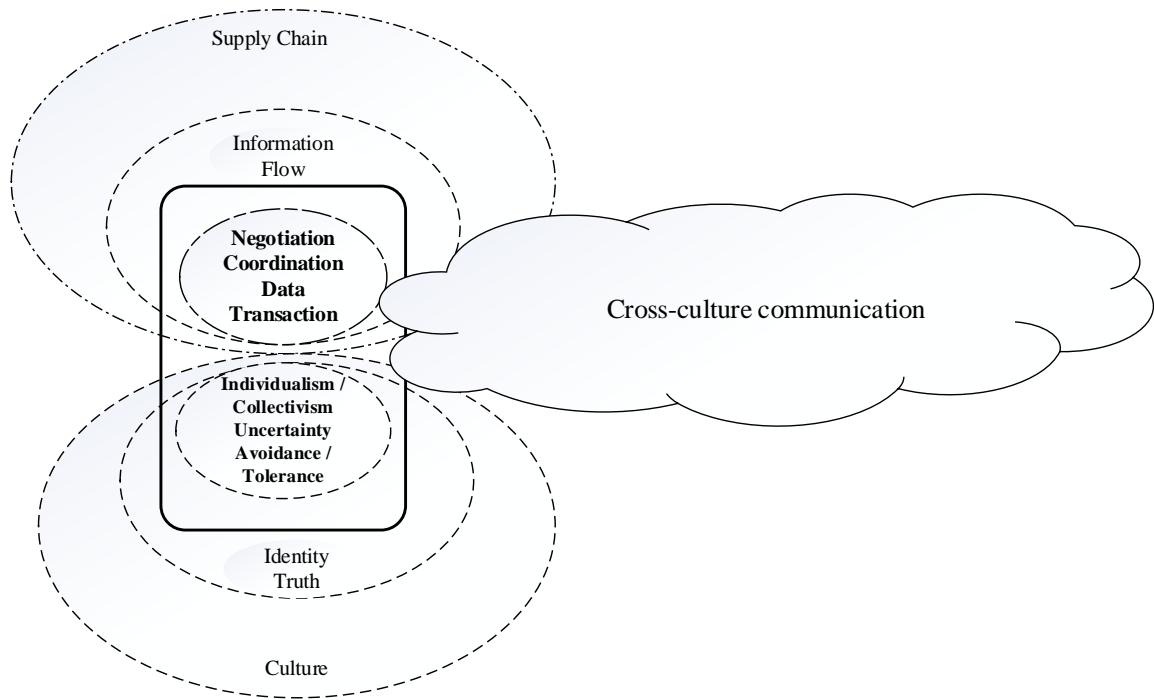 Supply Chain
Information
Flow
Negotiation
Coordination
Data
Transaction
Cross-culture communication
Individualism /
Collectivism
Uncertainty
Avoidance /
Tolerance
Identity
Truth
Culture